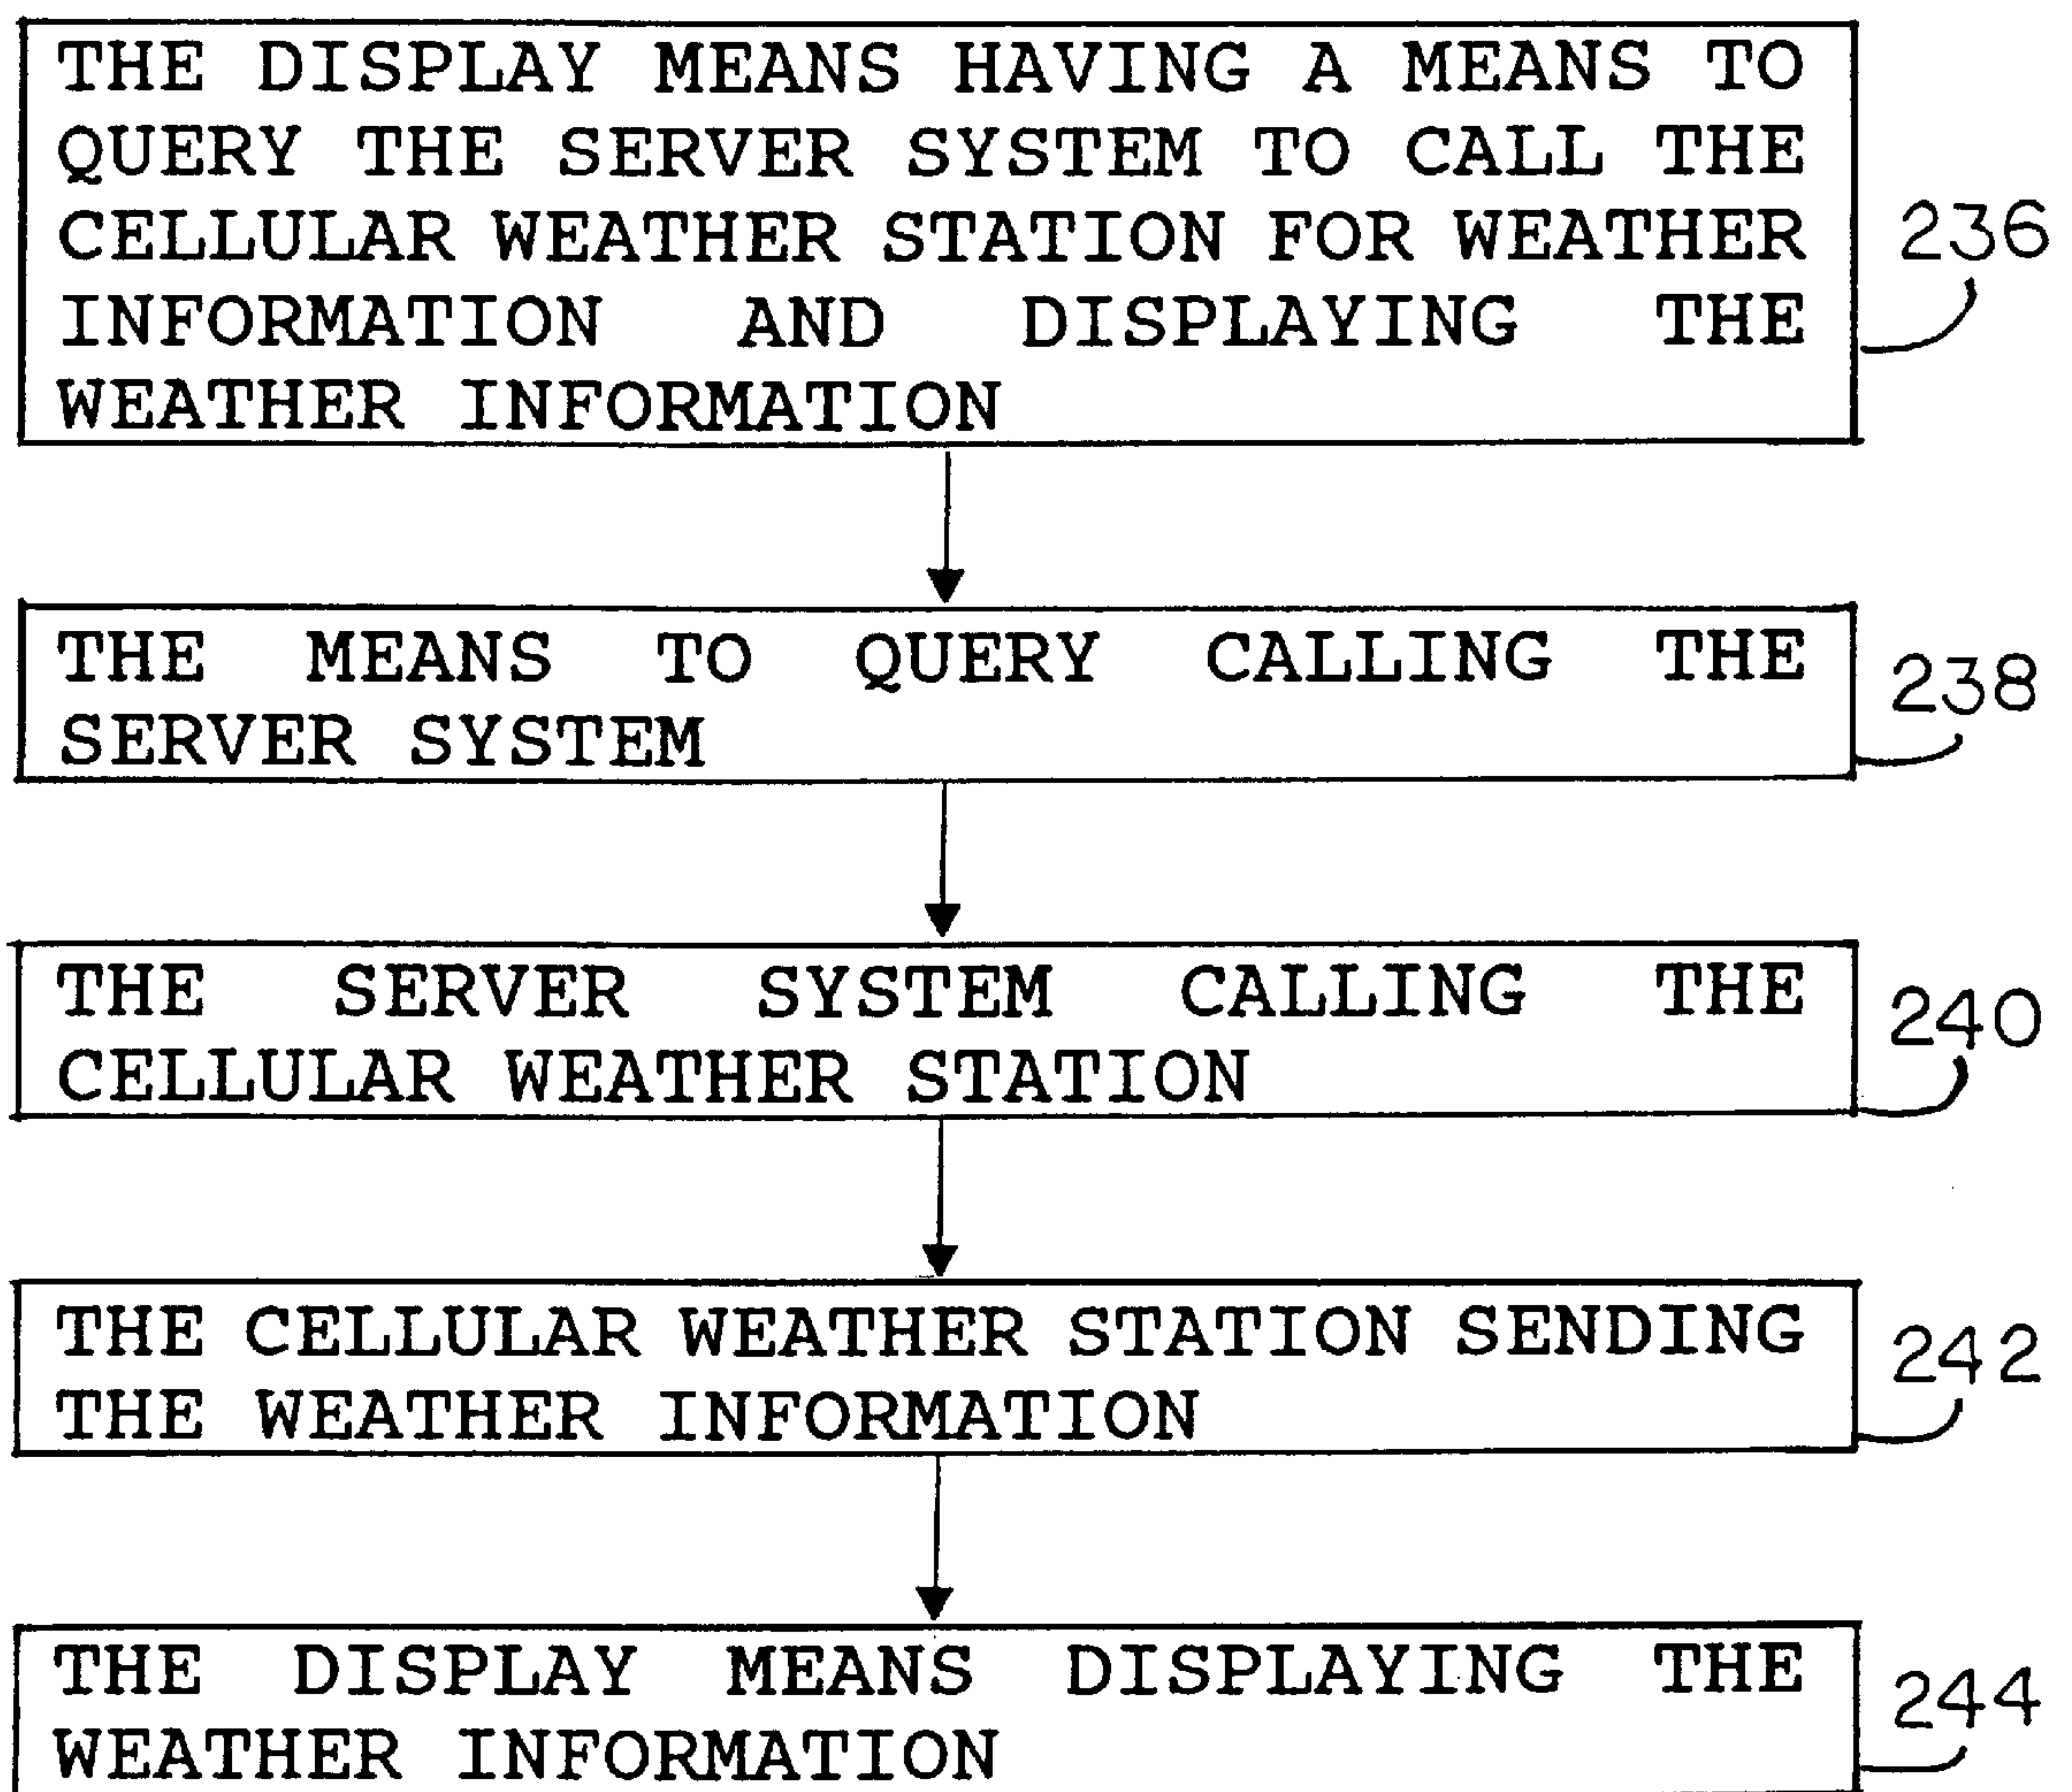 THE DISPLAY MEANS HAVING A MEANS TO
QUERY THE SERVER SYSTEM TO CALL THE
CELLULAR WEATHER STATION FOR WEATHER
INFORMATION AND DISPLAYING THE
WEATHER INFORMATION
236
THE MEANS TO QUERY CALLING THE
SERVER SYSTEM
238
THE SERVER SYSTEM CALLING THE
CELLULAR WEATHER STATION
240
THE CELLULAR WEATHER STATION SENDING
THE WEATHER INFORMATION
242
THE DISPLAY MEANS DISPLAYING THE
WEATHER INFORMATION
244